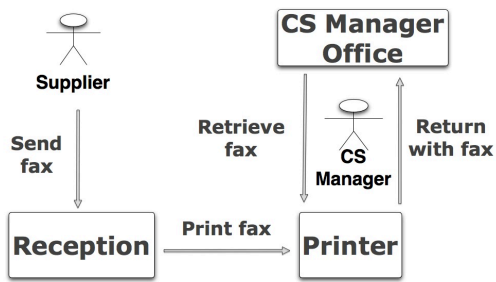 CS Manager
Office
Supplier
Send
fax
Retrieve
fax
CS
Manager
Return
with fax
Reception
Print fax
Printer